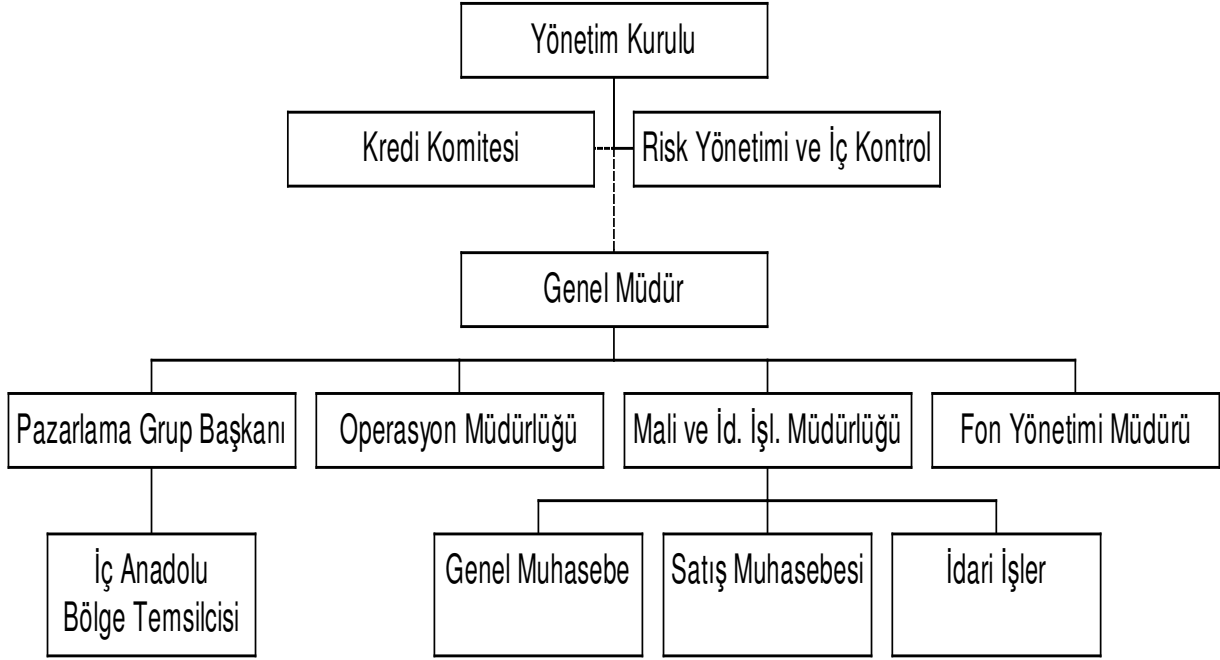 Yönetim Kurulu
Kredi Komitesi
Risk Yönetimi ve İç Kontrol
Genel Müdür
Pazarlama Grup Başkanı
Operasyon Müdürlüğü
Mali ve İd. İşl. Müdürlüğü
Fon Yönetimi Müdürü
İç Anadolu
Bölge Temsilcisi
Genel Muhasebe
Satış Muhasebesi
İdari İşler